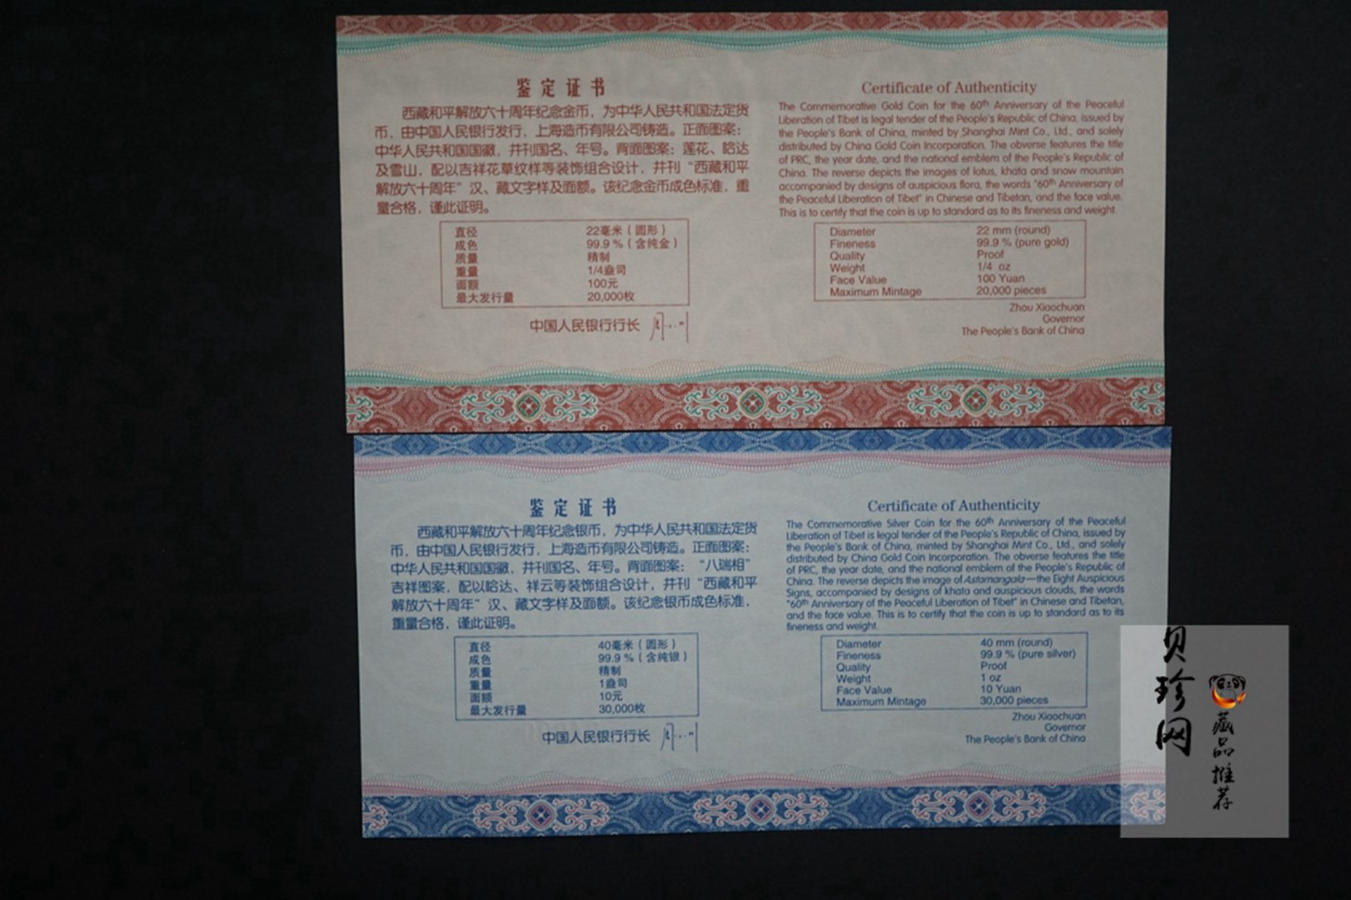 鉴定证书
西藏和平解放六十周年纪念金币，为中华人民共和国法定货
币，由中国人民银行发行，上海造币有限公司铸造。正面图案：
中华人民共和国国徽，并刊国名、年号。背面图案：莲花、哈达
及雪山，配以吉祥花草纹样等装饰组合设计，并刊“西藏和平
解放六十周年”汉、藏文字样及面额。该纪念金币成色标准，重
量合格，谨此证明。
直径 22毫米（圆形）
成色 99.9 %（含纯金）
质量 精制
重量 1/4盎司
面额 100元
最大发行量 20,000枚
中国人民银行行长
Certificate of Authenticity
The Commemorative Gold Coin for the 60th Anniversary of the Peaceful
Liberation of Tibet is legal tender of the People's Republic of China, issued by
the People's Bank of China, minted by Shanghai Mint Co., Ltd., and solely
distributed by China Gold Coin Incorporation. The obverse features the title
of PRC, the year date, and the national emblem of the People's Republic of
China. The reverse depicts the images of lotus, khata and snow mountain
accompanied by designs of auspicious flora, the words "60th Anniversary of
the Peaceful Liberation of Tibet" in Chinese and Tibetan, and the face value.
This is to certify that the coin is up to standard as to its fineness and weight.
Diameter 22 mm (round)
Fineness 99.9 % (pure gold)
Quality Proof
Weight 1/4 oz
Face Value 100 Yuan
Maximum Mintage 20,000 pieces
Zhou Xiaochuan
Governor
The People's Bank of China
鉴定证书
西藏和平解放六十周年纪念银币，为中华人民共和国法定货
币，由中国人民银行发行，上海造币有限公司铸造。正面图案：
中华人民共和国国徽，并刊国名、年号。背面图案：“八瑞相”
吉祥图案，配以哈达、祥云等装饰组合设计，并刊“西藏和平
解放六十周年”汉、藏文字样及面额。该纪念银币成色标准，
重量合格，谨此证明。
直径 40毫米（圆形）
成色 99.9 %（含纯银）
质量 精制
重量 1盎司
面额 10元
最大发行量 30,000枚
中国人民银行行长
Certificate of Authenticity
The Commemorative Silver Coin for the 60th Anniversary of the Peaceful
Liberation of Tibet is legal tender of the People's Republic of China, issued by
the People's Bank of China, minted by Shanghai Mint Co., Ltd., and solely
distributed by China Gold Coin Incorporation. The obverse features the title
of PRC, the year date, and the national emblem of the People's Republic of
China. The reverse depicts the image of Astamangala—the Eight Auspicious
Signs, accompanied by designs of khata and auspicious clouds, the words
"60th Anniversary of the Peaceful Liberation of Tibet" in Chinese and Tibetan,
and the face value. This is to certify that the coin is up to standard as to its
fineness and weight.
Diameter 40 mm (round)
Fineness 99.9 % (pure silver)
Quality Proof
Weight 1 oz
Face Value 10 Yuan
Maximum Mintage 30,000 pieces
Zhou Xiaochuan
Governor
The People's Bank of China
贝珍网
藏品推荐